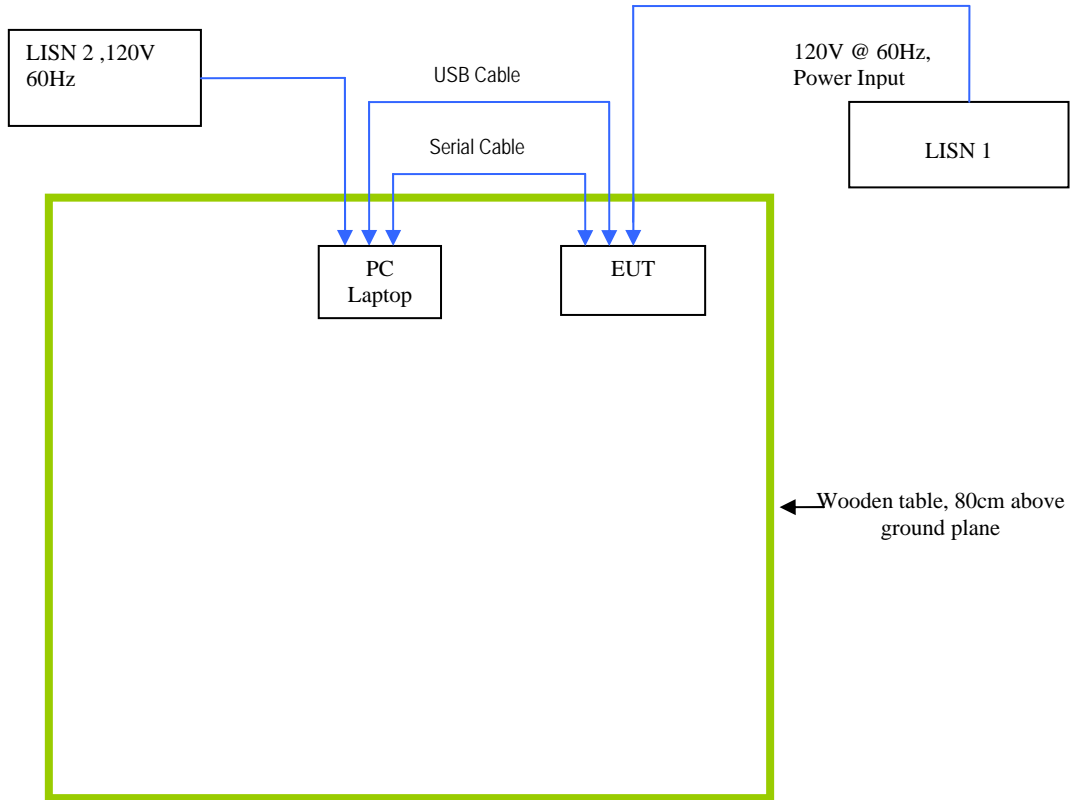 LISN 2 ,120V
60Hz
USB Cable
Serial Cable
120V @ 60Hz,
Power Input
LISN 1
PC
Laptop
EUT
Wooden table, 80cm above
ground plane